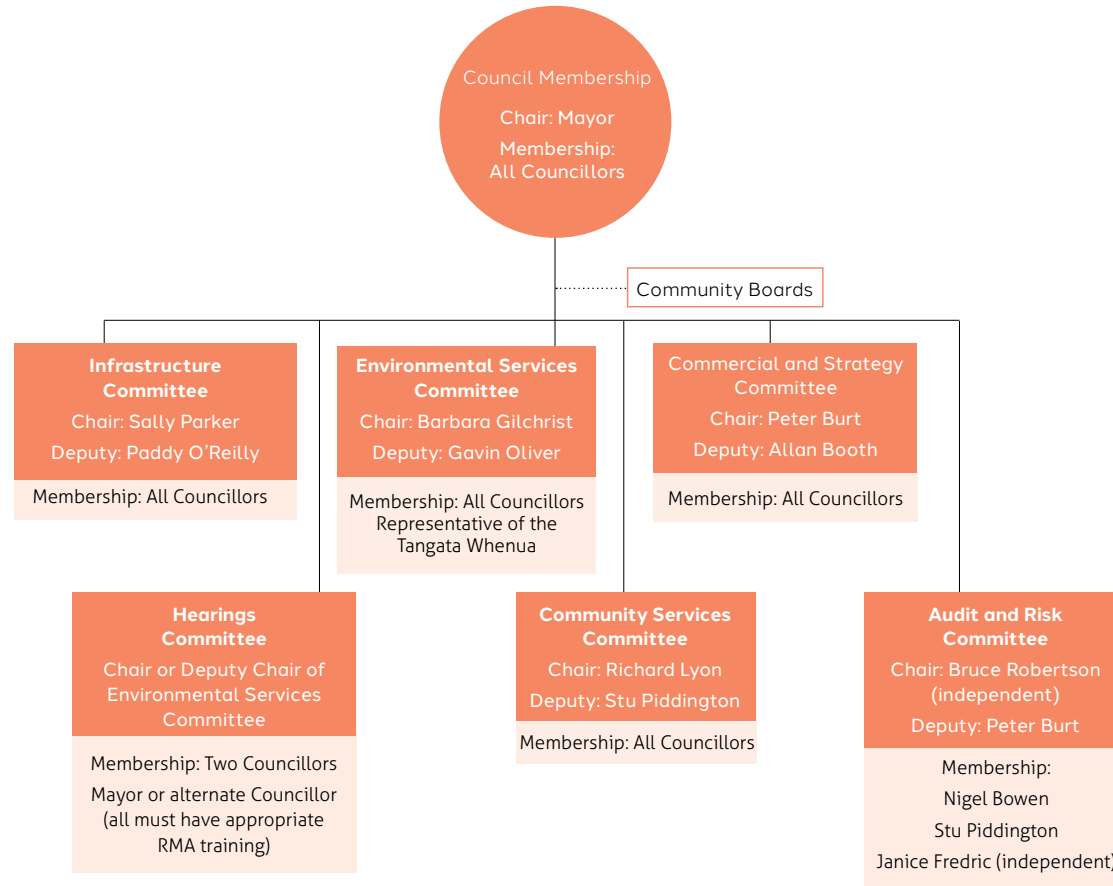 Council Membership
Chair: Mayor
Membership:
All Councillors
Community Boards
Infrastructure
Committee
Chair: Sally Parker
Deputy: Paddy O’Reilly
Membership: All Councillors
Environmental Services
Committee
Chair: Barbara Gilchrist
Deputy: Gavin Oliver
Membership: All Councillors
Representative of the
Tangata Whenua
Commercial and Strategy
Committee
Chair: Peter Burt
Deputy: Allan Booth
Membership: All Councillors
Hearings
Committee
Chair or Deputy Chair of
Environmental Services
Committee
Membership: Two Councillors
Mayor or alternate Councillor
(all must have appropriate
RMA training)
Community Services
Committee
Chair: Richard Lyon
Deputy: Stu Piddington
Membership: All Councillors
Audit and Risk
Committee
Chair: Bruce Robertson
(independent)
Deputy: Peter Burt
Membership:
Nigel Bowen
Stu Piddington
Janice Fredric (independent)